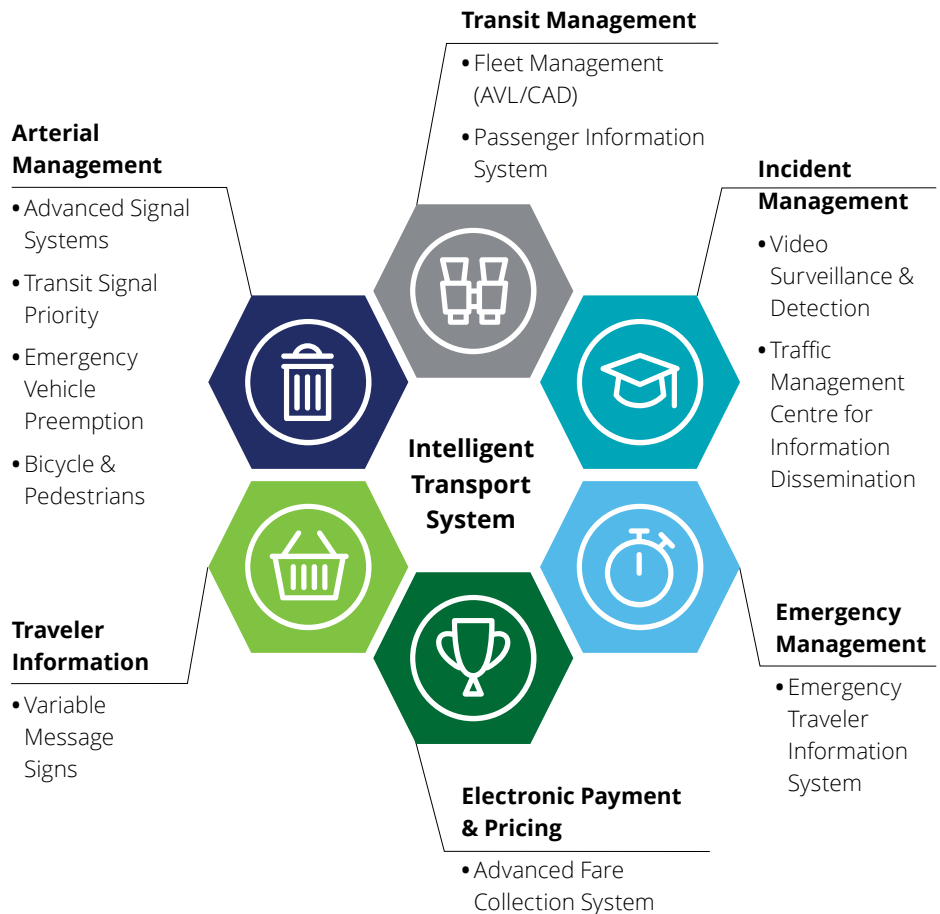 Transit Management
• Fleet Management
(AVL/CAD)
• Passenger Information
System
Arterial
Management
• Advanced Signal
Systems
• Transit Signal
Priority
• Emergency
Vehicle
Preemption
• Bicycle &
Pedestrians
Incident
Management
• Video
Surveillance &
Detection
• Traffic
Management
Centre for
Information
Dissemination
Intelligent
Transport
System
Traveler
Information
• Variable
Message
Signs
Emergency
Management
• Emergency
Traveler
Information
System
Electronic Payment
& Pricing
• Advanced Fare
Collection System